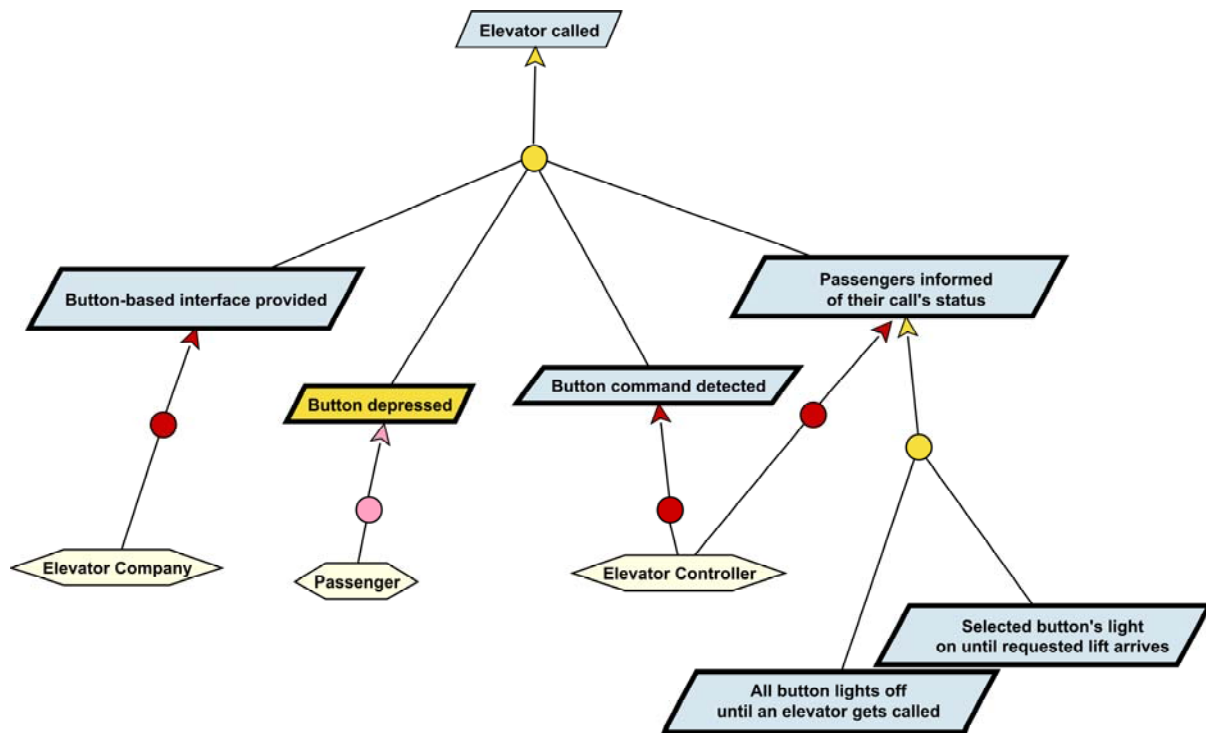 Elevator called
Button-based interface provided
Passengers informed
of their call's status
Button depressed
Button command detected
Elevator Company
Passenger
Elevator Controller
Selected button's light
on until requested lift arrives
All button lights off
until an elevator gets called